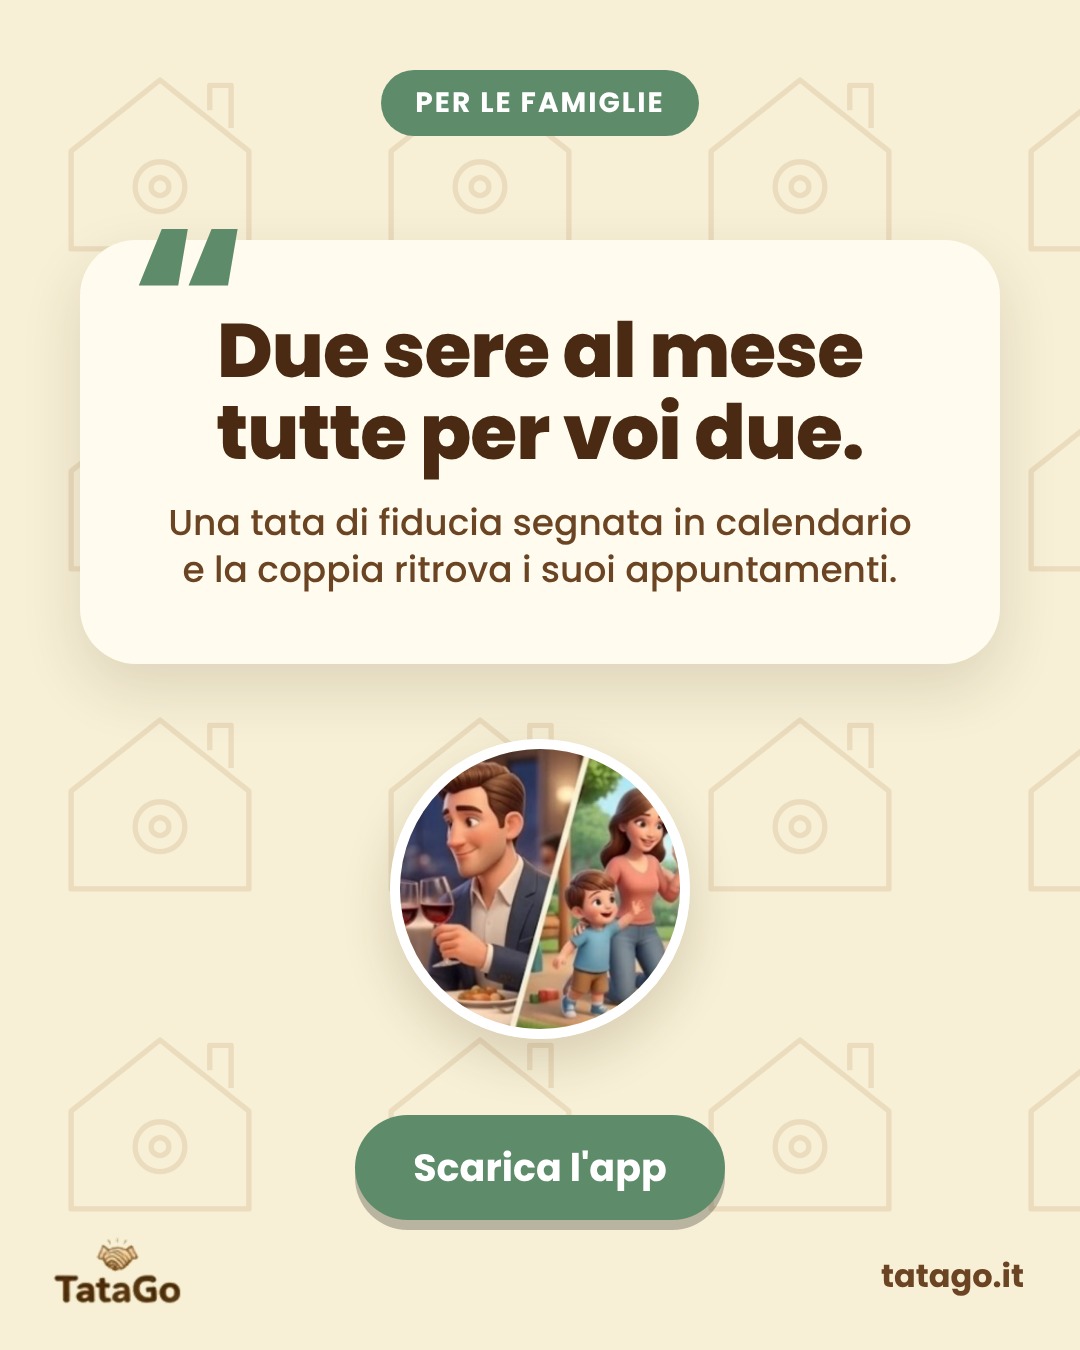 PER LE FAMIGLIE
“
Due sere al mese
tutte per voi due.
Una tata di fiducia segnata in calendario
e la coppia ritrova i suoi appuntamenti.
Scarica l'app
TataGo
tatago.it